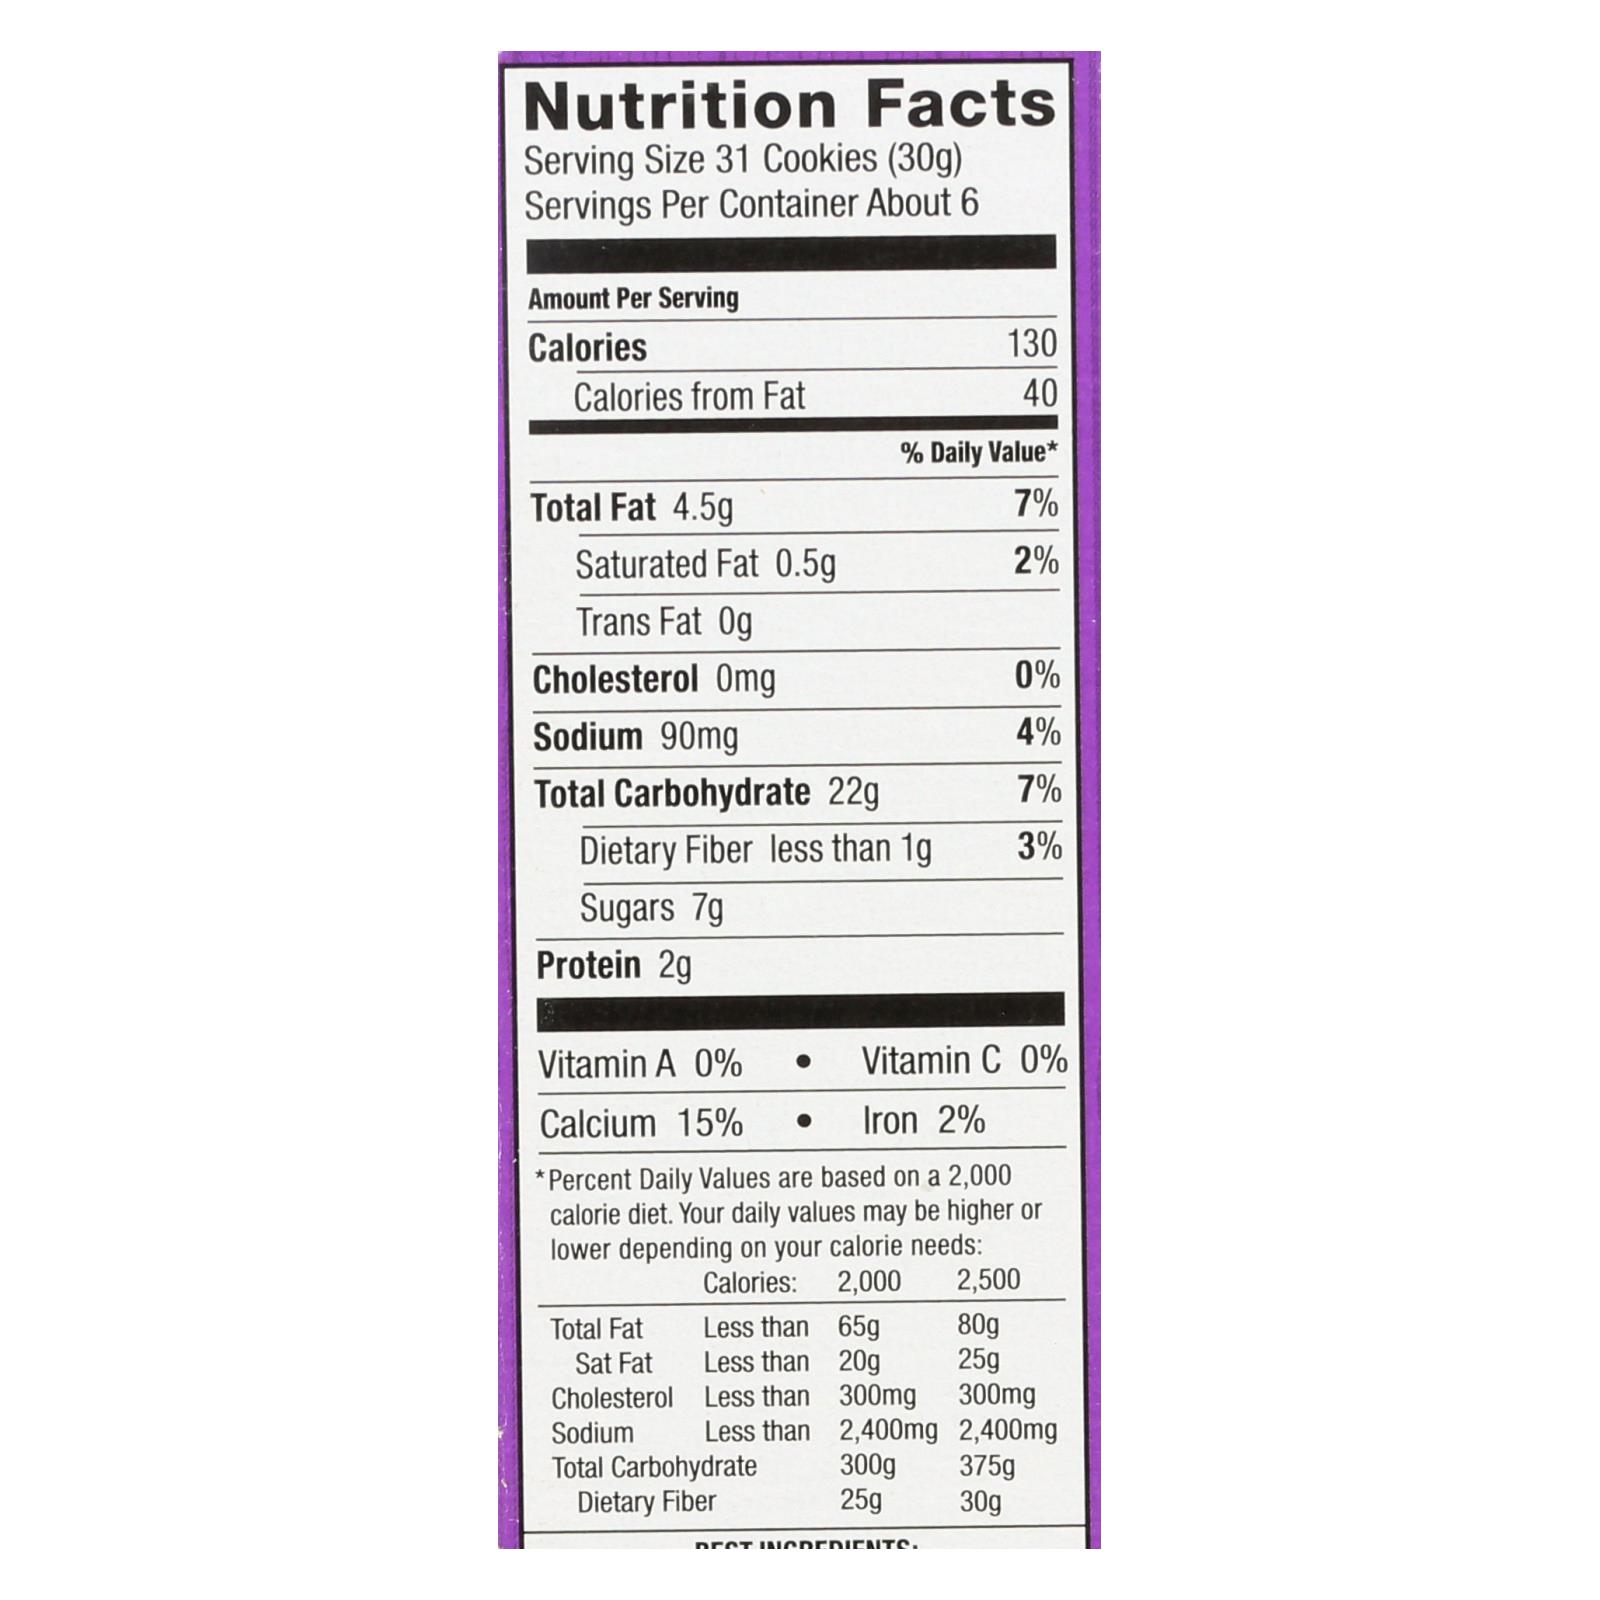 Nutrition Facts
Serving Size 31 Cookies (30g)
Servings Per Container About 6
Amount Per Serving
Calories 130
Calories from Fat 40
% Daily Value*
Total Fat 4.5g 7%
Saturated Fat 0.5g 2%
Trans Fat 0g
Cholesterol 0mg 0%
Sodium 90mg 4%
Total Carbohydrate 22g 7%
Dietary Fiber less than 1g 3%
Sugars 7g
Protein 2g
Vitamin A 0% • Vitamin C 0%
Calcium 15% • Iron 2%
*Percent Daily Values are based on a 2,000
calorie diet. Your daily values may be higher or
lower depending on your calorie needs:
Calories: 2,000 2,500
Total Fat Less than 65g 80g
Sat Fat Less than 20g 25g
Cholesterol Less than 300mg 300mg
Sodium Less than 2,400mg 2,400mg
Total Carbohydrate 300g 375g
Dietary Fiber 25g 30g
BEST INGREDIENTS: